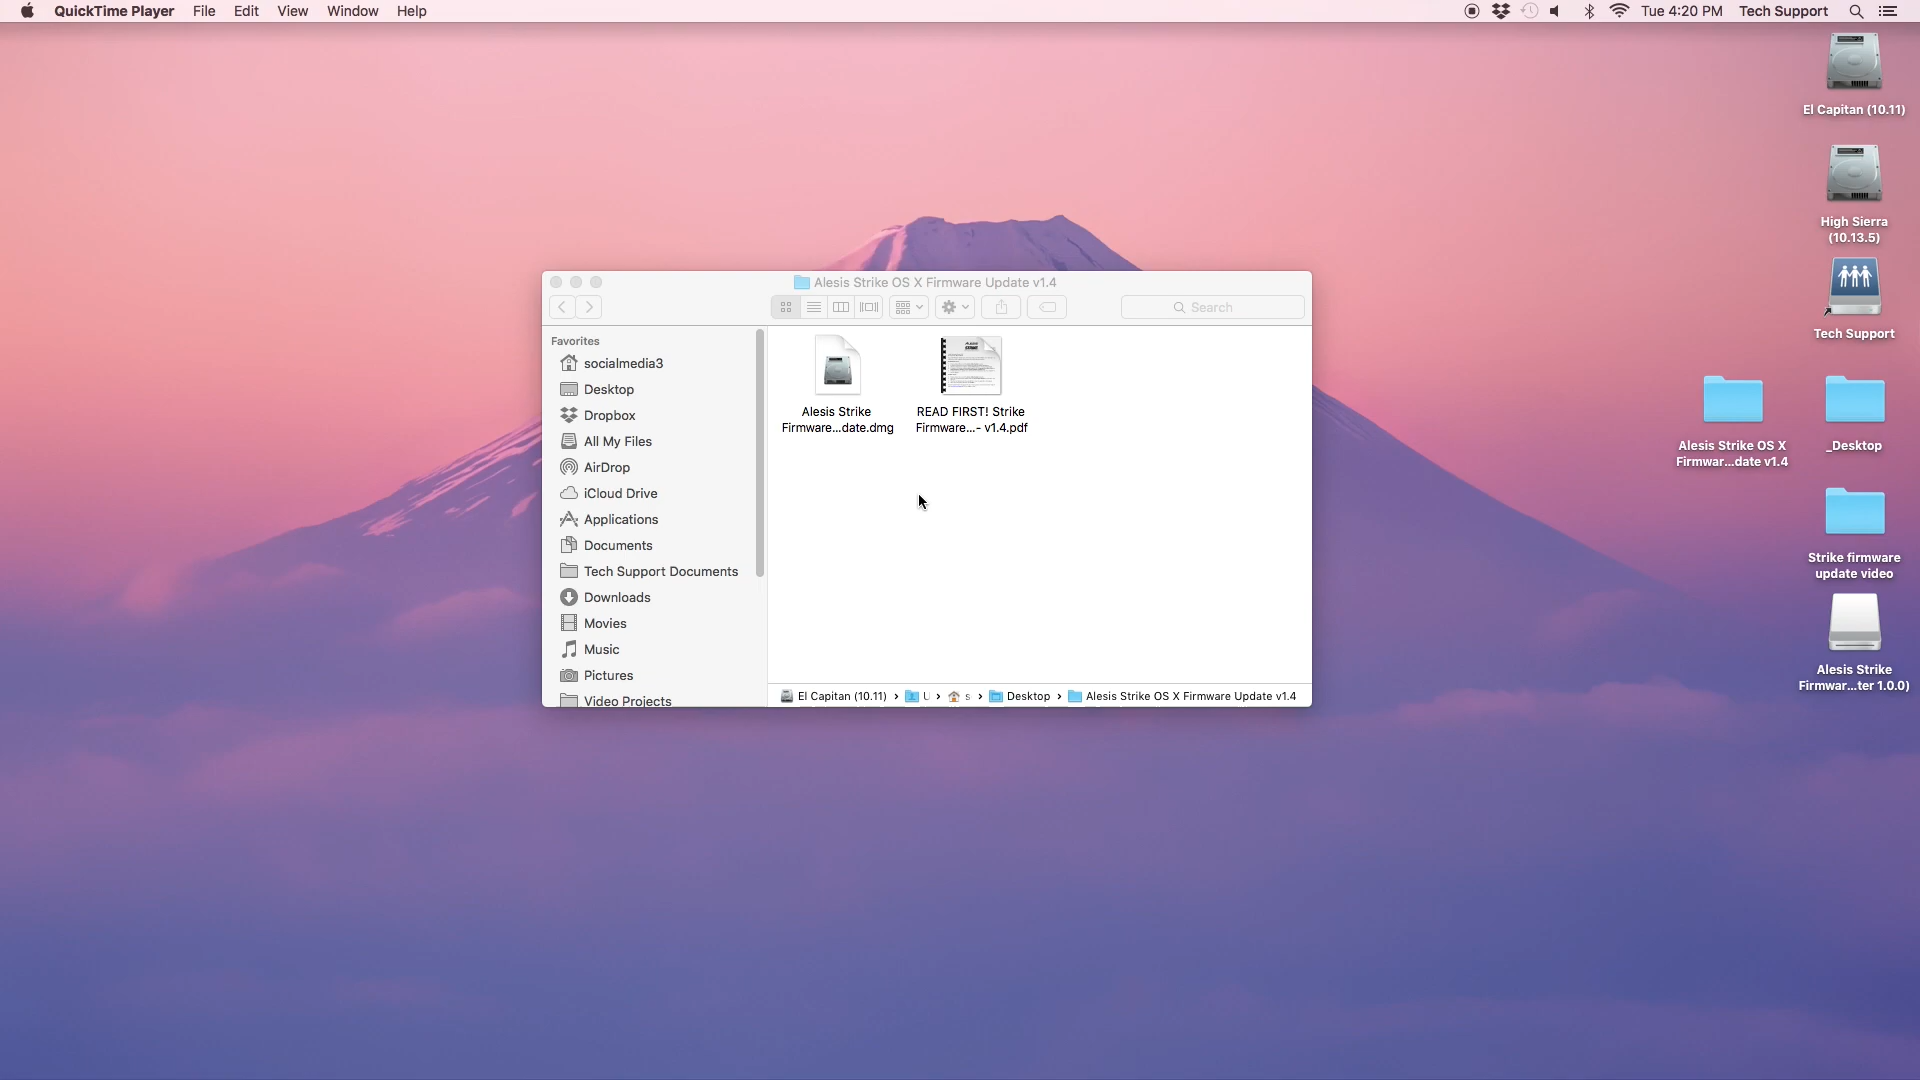 QuickTime Player File Edit View Window Help Tue 4:20 PM Tech Support
El Capitan (10.11)
High Sierra
(10.13.5)
Tech Support
Alesis Strike OS X
Firmwar...date v1.4
_Desktop
Strike firmware
update video
Alesis Strike
Firmwar...ter 1.0.0)
Alesis Strike OS X Firmware Update v1.4
Search
Favorites
socialmedia3
Desktop
Dropbox
All My Files
AirDrop
iCloud Drive
Applications
Documents
Tech Support Documents
Downloads
Movies
Music
Pictures
Video Projects
Alesis Strike
Firmware...date.dmg
READ FIRST! Strike
Firmware...- v1.4.pdf
El Capitan (10.11) › U › s › Desktop › Alesis Strike OS X Firmware Update v1.4